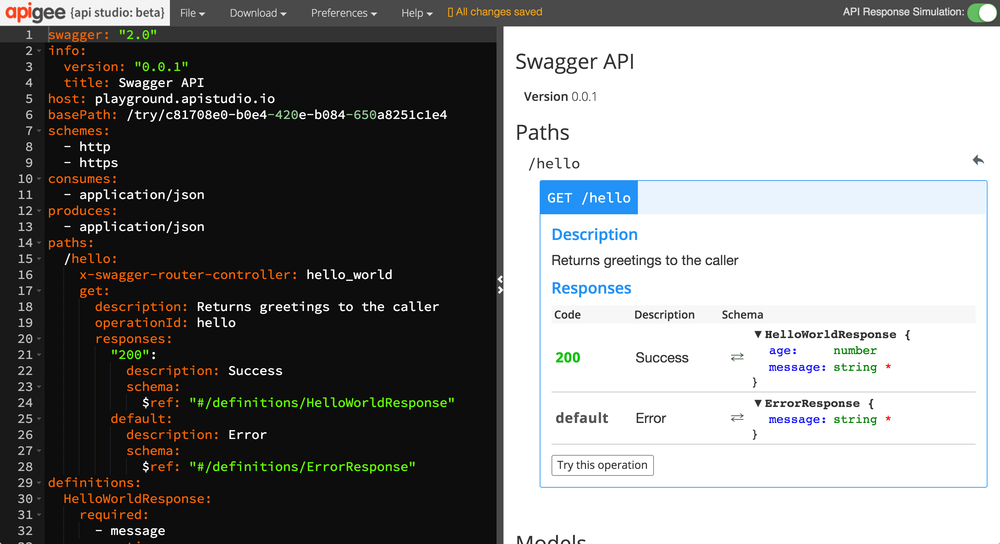 apigee {api studio: beta} File Download Preferences Help All changes saved API Response Simulation:
1 swagger: "2.0"
2 info:
3 version: "0.0.1"
4 title: Swagger API
5 host: playground.apistudio.io
6 basePath: /try/c81708e0-b0e4-420e-b084-650a8251c1e4
7 schemes:
8 - http
9 - https
10 consumes:
11 - application/json
12 produces:
13 - application/json
14 paths:
15 /hello:
16 x-swagger-router-controller: hello_world
17 get:
18 description: Returns greetings to the caller
19 operationId: hello
20 responses:
21 "200":
22 description: Success
23 schema:
24 $ref: "#/definitions/HelloWorldResponse"
25 default:
26 description: Error
27 schema:
28 $ref: "#/definitions/ErrorResponse"
29 definitions:
30 HelloWorldResponse:
31 required:
32 - message
Swagger API
Version 0.0.1
Paths
/hello
GET /hello
Description
Returns greetings to the caller
Responses
Code Description Schema
200 Success ⇄ ▼ HelloWorldResponse {
age: number
message: string *
}
default Error ⇄ ▼ ErrorResponse {
message: string *
}
Try this operation
Models